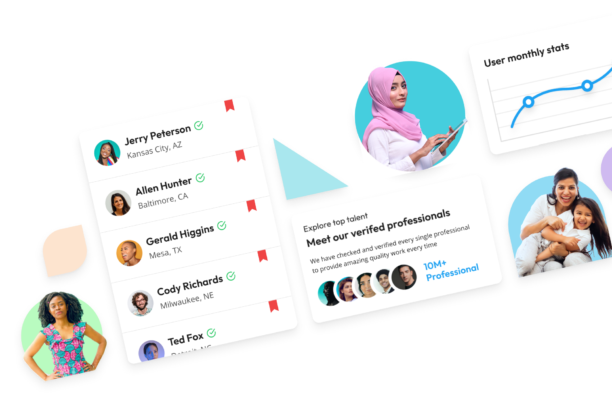 Jerry Peterson
Kansas City, AZ
Allen Hunter
Baltimore, CA
Gerald Higgins
Mesa, TX
Cody Richards
Milwaukee, NE
Ted Fox
User monthly stats
Explore top talent
Meet our verifed professionals
We have checked and verified every single professional
to provide amazing quality work every time
10M+
Professional